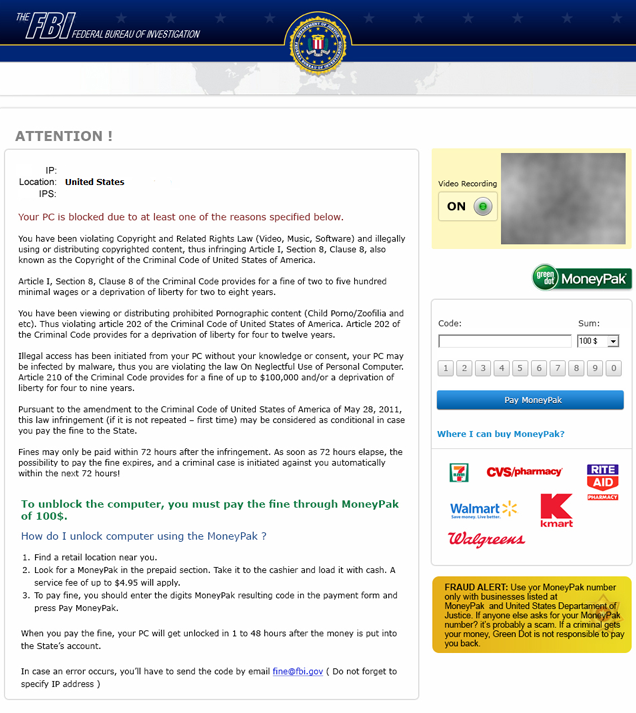 THE FBI FEDERAL BUREAU OF INVESTIGATION
ATTENTION !
IP:
Location: United States
IPS:
Your PC is blocked due to at least one of the reasons specified below.
You have been violating Copyright and Related Rights Law (Video, Music, Software) and illegally
using or distributing copyrighted content, thus infringing Article I, Section 8, Clause 8, also
known as the Copyright of the Criminal Code of United States of America.
Article I, Section 8, Clause 8 of the Criminal Code provides for a fine of two to five hundred
minimal wages or a deprivation of liberty for two to eight years.
You have been viewing or distributing prohibited Pornographic content (Child Porno/Zoofilia and
etc). Thus violating article 202 of the Criminal Code of United States of America. Article 202 of
the Criminal Code provides for a deprivation of liberty for four to twelve years.
Illegal access has been initiated from your PC without your knowledge or consent, your PC may
be infected by malware, thus you are violating the law On Neglectful Use of Personal Computer.
Article 210 of the Criminal Code provides for a fine of up to $100,000 and/or a deprivation of
liberty for four to nine years.
Pursuant to the amendment to the Criminal Code of United States of America of May 28, 2011,
this law infringement (if it is not repeated – first time) may be considered as conditional in case
you pay the fine to the State.
Fines may only be paid within 72 hours after the infringement. As soon as 72 hours elapse, the
possibility to pay the fine expires, and a criminal case is initiated against you automatically
within the next 72 hours!
To unblock the computer, you must pay the fine through MoneyPak
of 100$.
How do I unlock computer using the MoneyPak ?
1. Find a retail location near you.
2. Look for a MoneyPak in the prepaid section. Take it to the cashier and load it with cash. A
service fee of up to $4.95 will apply.
3. To pay fine, you should enter the digits MoneyPak resulting code in the payment form and
press Pay MoneyPak.
When you pay the fine, your PC will get unlocked in 1 to 48 hours after the money is put into
the State's account.
In case an error occurs, you'll have to send the code by email fine@fbi.gov ( Do not forget to
specify IP address )
Video Recording
ON
green dot MoneyPak
Code: Sum:
100 $
1 2 3 4 5 6 7 8 9 0
Pay MoneyPak
Where I can buy MoneyPak?
7 ELEVEN CVS/pharmacy RITE AID PHARMACY
Walmart
Save money. Live better.
K kmart
Walgreens
FRAUD ALERT: Use yor MoneyPak number
only with businesses listed at
MoneyPak and United States Departament of
Justice. If anyone else asks for your MoneyPak
number? it's probably a scam. If a criminal gets
your money, Green Dot is not responsible to pay
you back.